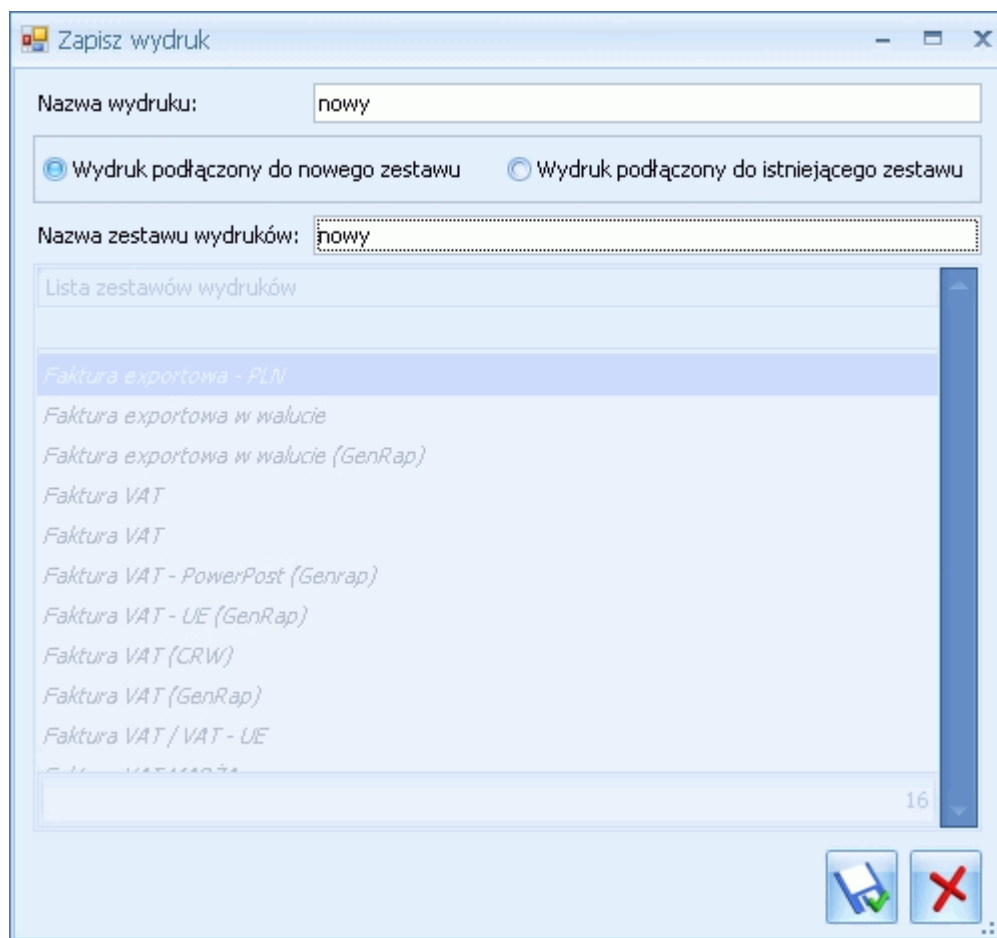 Zapisz wydruk
Nazwa wydruku: nowy
Wydruk podłączony do nowego zestawu Wydruk podłączony do istniejącego zestawu
Nazwa zestawu wydruków: nowy
Lista zestawów wydruków
Faktura exportowa - PLN
Faktura exportowa w walucie
Faktura exportowa w walucie (GenRap)
Faktura VAT
Faktura VAT
Faktura VAT - PowerPost (Genrap)
Faktura VAT - UE (GenRap)
Faktura VAT (CRW)
Faktura VAT (GenRap)
Faktura VAT / VAT - UE
16